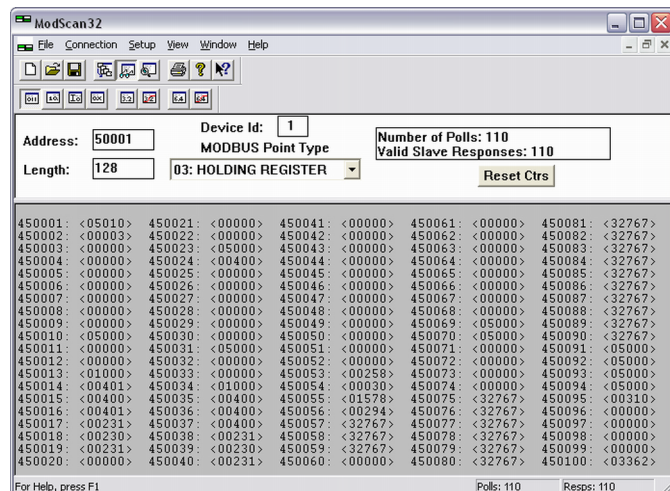 ModScan32
File Connection Setup View Window Help
Address: 50001
Device Id: 1
MODBUS Point Type
Number of Polls: 110
Valid Slave Responses: 110
Length: 128
03: HOLDING REGISTER
Reset Ctrs
450001: <05010> 450021: <00000> 450041: <00000> 450061: <00000> 450081: <32767>
450002: <00003> 450022: <00000> 450042: <00000> 450062: <00000> 450082: <32767>
450003: <00000> 450023: <05000> 450043: <00000> 450063: <00000> 450083: <32767>
450004: <00000> 450024: <00400> 450044: <00000> 450064: <00000> 450084: <32767>
450005: <00000> 450025: <00000> 450045: <00000> 450065: <00000> 450085: <32767>
450006: <00000> 450026: <00000> 450046: <00000> 450066: <00000> 450086: <32767>
450007: <00000> 450027: <00000> 450047: <00000> 450067: <00000> 450087: <32767>
450008: <00000> 450028: <00000> 450048: <00000> 450068: <00000> 450088: <32767>
450009: <00000> 450029: <00000> 450049: <00000> 450069: <05000> 450089: <32767>
450010: <05000> 450030: <00000> 450050: <00000> 450070: <05000> 450090: <32767>
450011: <00000> 450031: <05000> 450051: <00000> 450071: <00000> 450091: <05000>
450012: <00000> 450032: <00000> 450052: <00000> 450072: <00000> 450092: <05000>
450013: <01000> 450033: <00000> 450053: <00258> 450073: <00000> 450093: <05000>
450014: <00401> 450034: <01000> 450054: <00030> 450074: <00000> 450094: <05000>
450015: <00400> 450035: <00400> 450055: <01578> 450075: <32767> 450095: <00310>
450016: <00401> 450036: <00400> 450056: <00294> 450076: <32767> 450096: <00000>
450017: <00231> 450037: <00400> 450057: <32767> 450077: <32767> 450097: <00000>
450018: <00230> 450038: <00231> 450058: <32767> 450078: <32767> 450098: <00000>
450019: <00231> 450039: <00230> 450059: <32767> 450079: <32767> 450099: <00000>
450020: <00000> 450040: <00231> 450060: <00000> 450080: <32767> 450100: <03362>
For Help, press F1
Polls: 110
Resps: 110